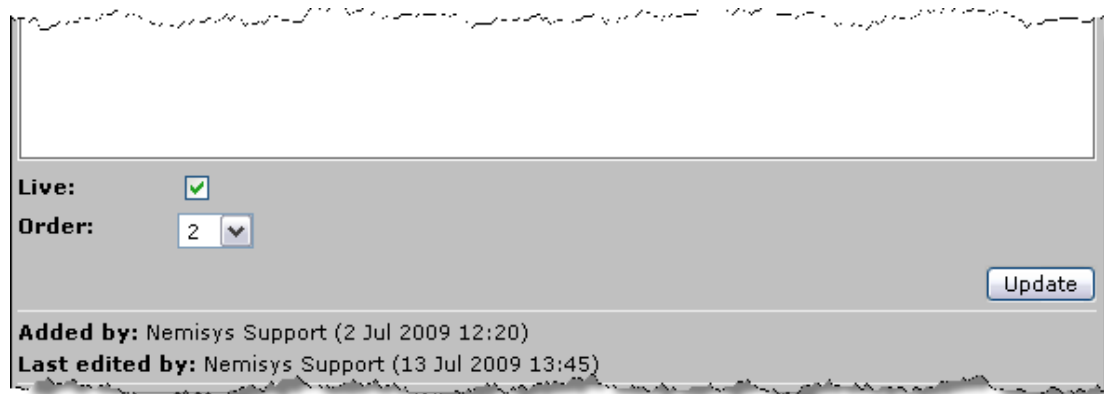 Live:
Order: 2
Update
Added by: Nemisys Support (2 Jul 2009 12:20)
Last edited by: Nemisys Support (13 Jul 2009 13:45)